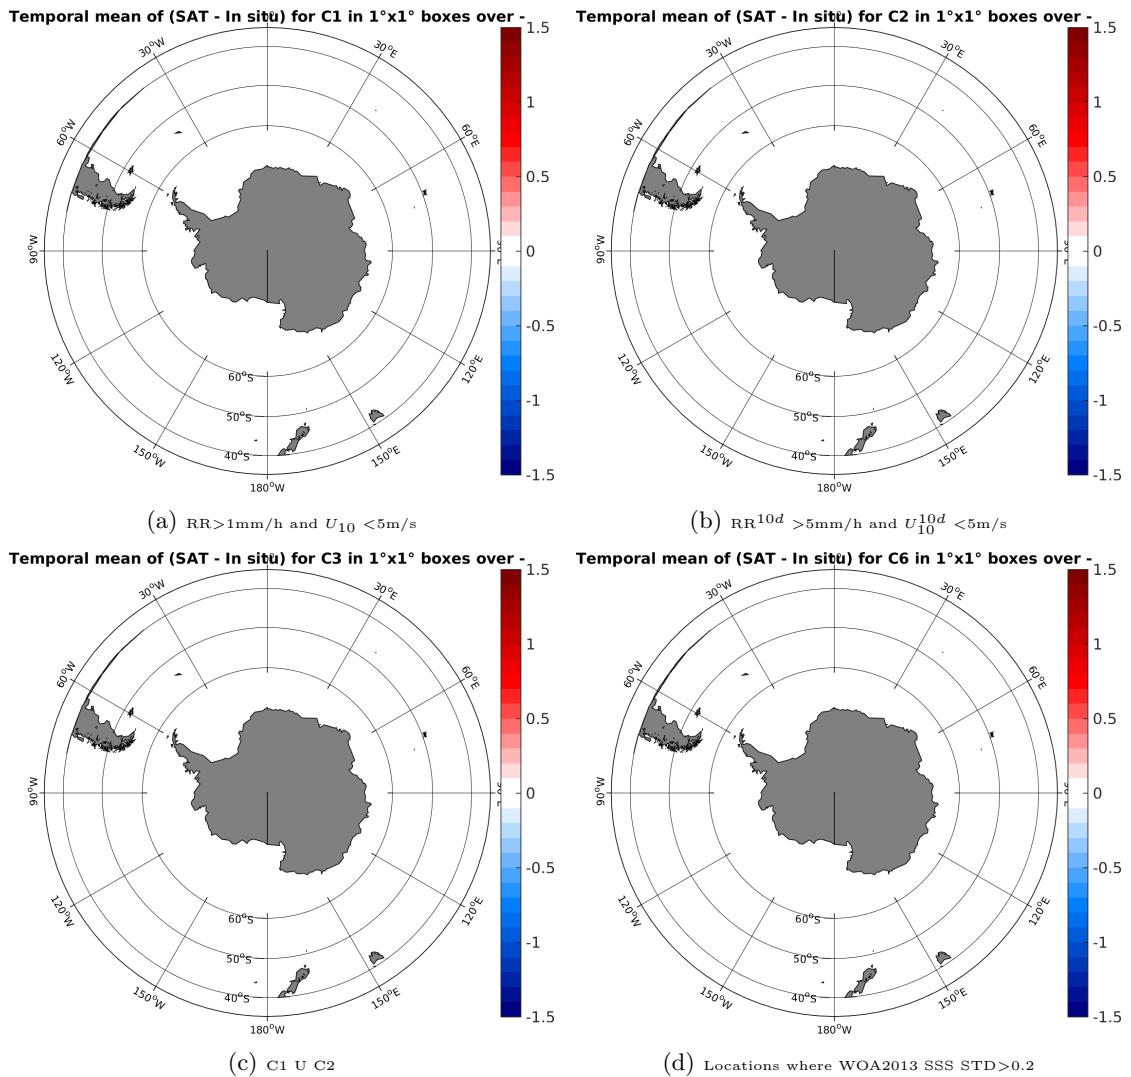 Temporal mean of (SAT - In situ) for C1 in 1°x1° boxes over -
30°W
30°E
60°W
60°E
90°W
120°W
120°E
150°W
150°E
180°W
60°S
50°S
40°S
1.5
1
0.5
0
-0.5
-1
-1.5
(a) RR>1mm/h and U10 <5m/s
Temporal mean of (SAT - In situ) for C2 in 1°x1° boxes over -
30°W
30°E
60°W
60°E
90°W
120°W
120°E
150°W
150°E
180°W
60°S
50°S
40°S
1.5
1
0.5
0
-0.5
-1
-1.5
(b) RR^10d >5mm/h and U10^10d <5m/s
Temporal mean of (SAT - In situ) for C3 in 1°x1° boxes over -
30°W
30°E
60°W
60°E
90°W
120°W
120°E
150°W
150°E
180°W
60°S
50°S
40°S
1.5
1
0.5
0
-0.5
-1
-1.5
(c) C1 U C2
Temporal mean of (SAT - In situ) for C6 in 1°x1° boxes over -
30°W
30°E
60°W
60°E
90°W
120°W
120°E
150°W
150°E
180°W
60°S
50°S
40°S
1.5
1
0.5
0
-0.5
-1
-1.5
(d) Locations where WOA2013 SSS STD>0.2